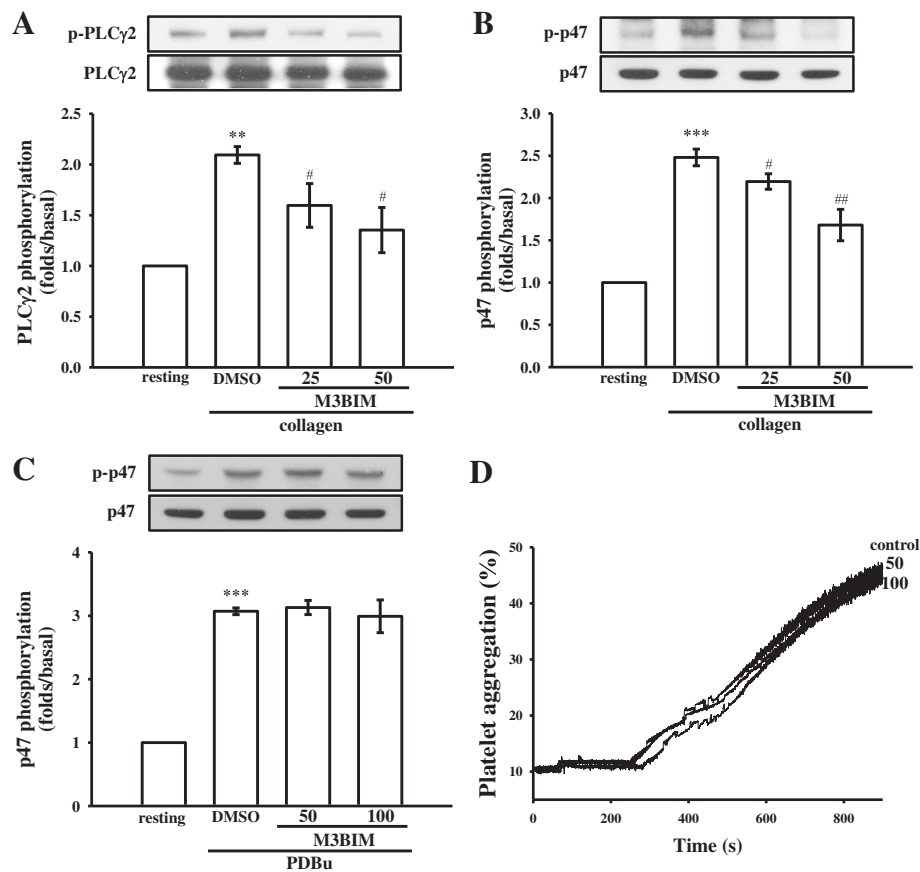 A
p-PLCγ2
PLCγ2
PLCγ2 phosphorylation
(folds/basal)
2.5
2.0
1.5
1.0
0.5
0.0
**
#
#
resting
DMSO
25
50
M3BIM
collagen
B
p-p47
p47
p47 phosphorylation
(folds/basal)
3.0
2.5
2.0
1.5
1.0
0.5
0.0
***
#
##
resting
DMSO
25
50
M3BIM
collagen
C
p-p47
p47
p47 phosphorylation
(folds/basal)
4
3
2
1
0
***
resting
DMSO
50
100
M3BIM
PDBu
D
Platelet aggregation (%)
50
40
30
20
10
control
50
100
0
200
400
600
800
Time (s)